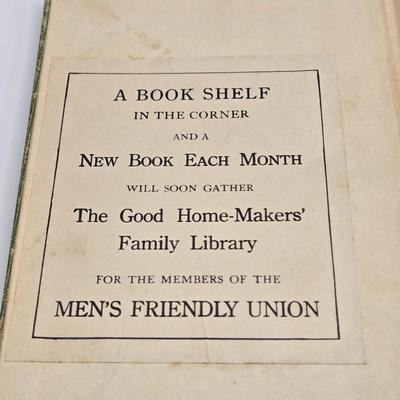 A BOOK SHELF
IN THE CORNER
AND A
NEW BOOK EACH MONTH
WILL SOON GATHER
The Good Home-Makers'
Family Library
FOR THE MEMBERS OF THE
MEN'S FRIENDLY UNION